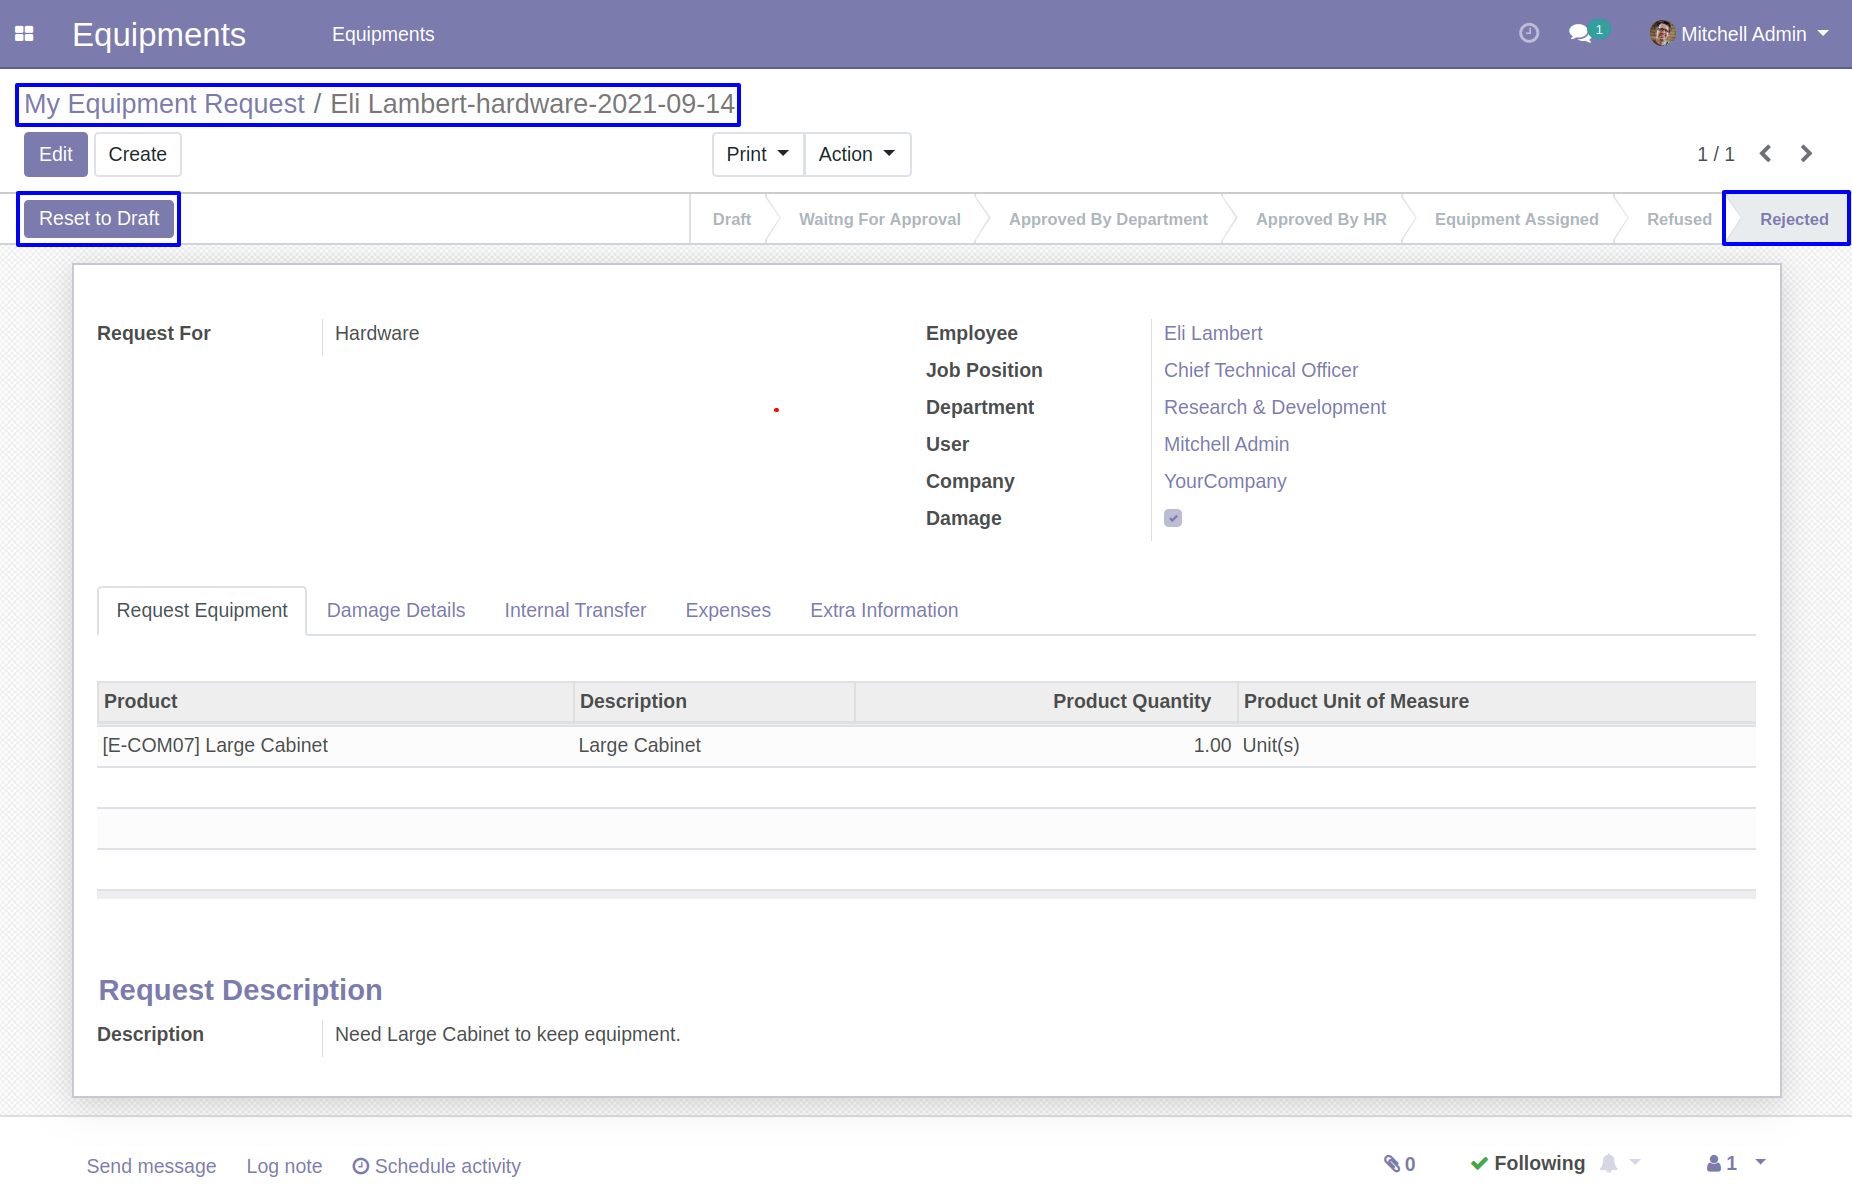 Equipments Equipments 1 Mitchell Admin
My Equipment Request / Eli Lambert-hardware-2021-09-14
Edit Create Print Action 1 / 1
Reset to Draft Draft Waitng For Approval Approved By Department Approved By HR Equipment Assigned Refused Rejected
Request For Hardware Employee Eli Lambert
Job Position Chief Technical Officer
Department Research & Development
User Mitchell Admin
Company YourCompany
Damage
Request Equipment Damage Details Internal Transfer Expenses Extra Information
Product Description Product Quantity Product Unit of Measure
[E-COM07] Large Cabinet Large Cabinet 1.00 Unit(s)
Request Description
Description Need Large Cabinet to keep equipment.
Send message Log note Schedule activity 0 Following 1